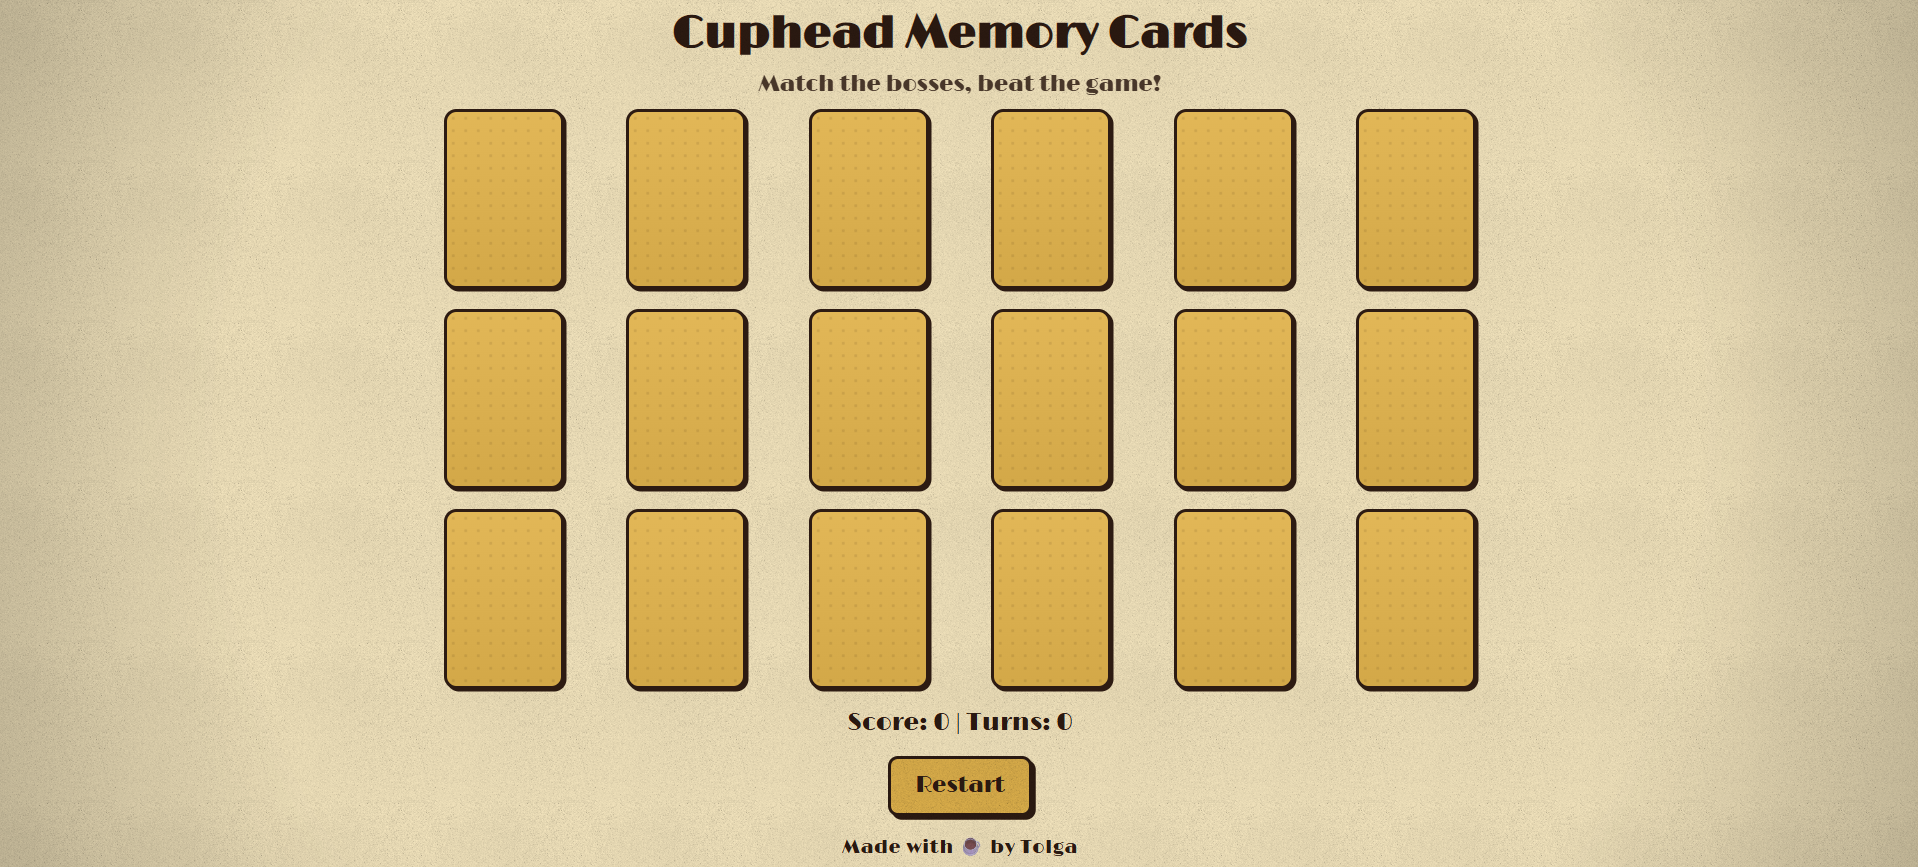 Cuphead Memory Cards
Match the bosses, beat the game!
Score: 0 | Turns: 0
Restart
Made with by Tolga